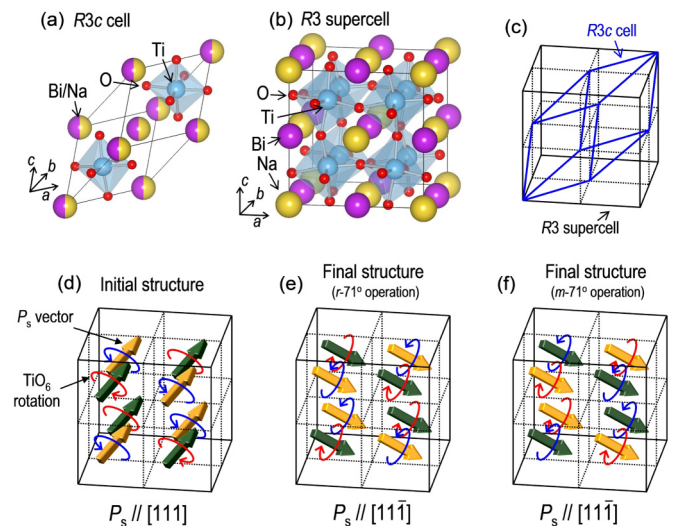 (a) R3c cell
Ti
O
Bi/Na
c
b
a
(b) R3 supercell
O
Ti
Bi
Na
c
b
a
(c)
R3c cell
R3 supercell
(d) Initial structure
Ps vector
TiO6
rotation
Ps // [111]
(e) Final structure
(r-71° operation)
Ps // [111̅]
(f) Final structure
(m-71° operation)
Ps // [111̅]